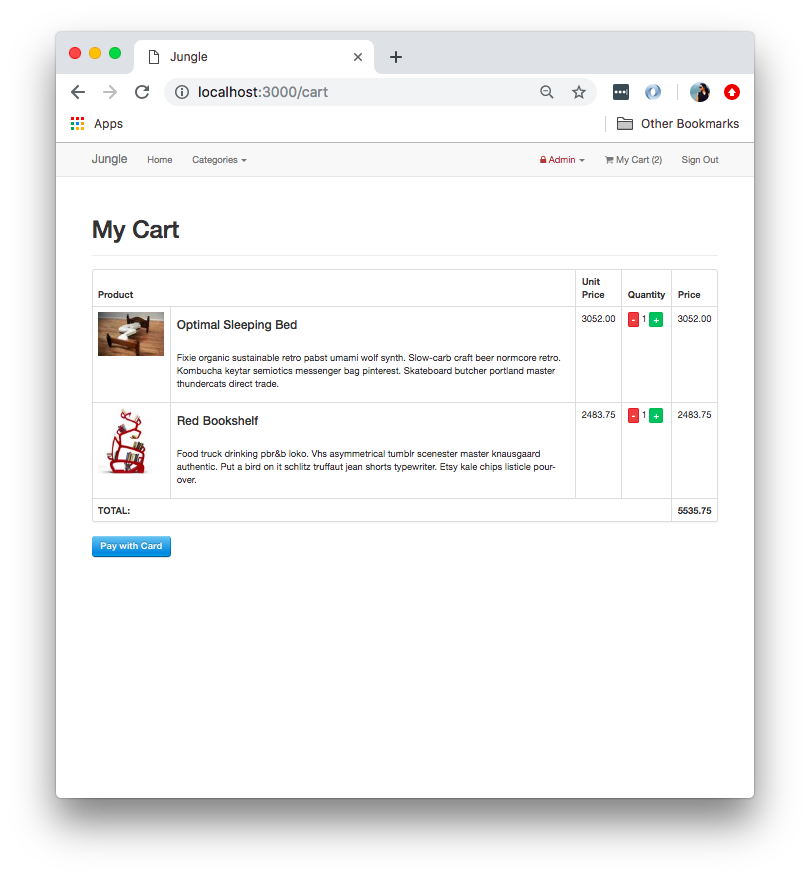 Jungle
localhost:3000/cart
Apps
Other Bookmarks
Jungle Home Categories Admin My Cart (2) Sign Out
My Cart
Product Unit Price Quantity Price
Optimal Sleeping Bed 3052.00 - 1 + 3052.00
Fixie organic sustainable retro pabst umami wolf synth. Slow-carb craft beer normcore retro.
Kombucha keytar semiotics messenger bag pinterest. Skateboard butcher portland master
thundercats direct trade.
Red Bookshelf 2483.75 - 1 + 2483.75
Food truck drinking pbr&b loko. Vhs asymmetrical tumblr scenester master knausgaard
authentic. Put a bird on it schlitz truffaut jean shorts typewriter. Etsy kale chips listicle pour-
over.
TOTAL: 5535.75
Pay with Card